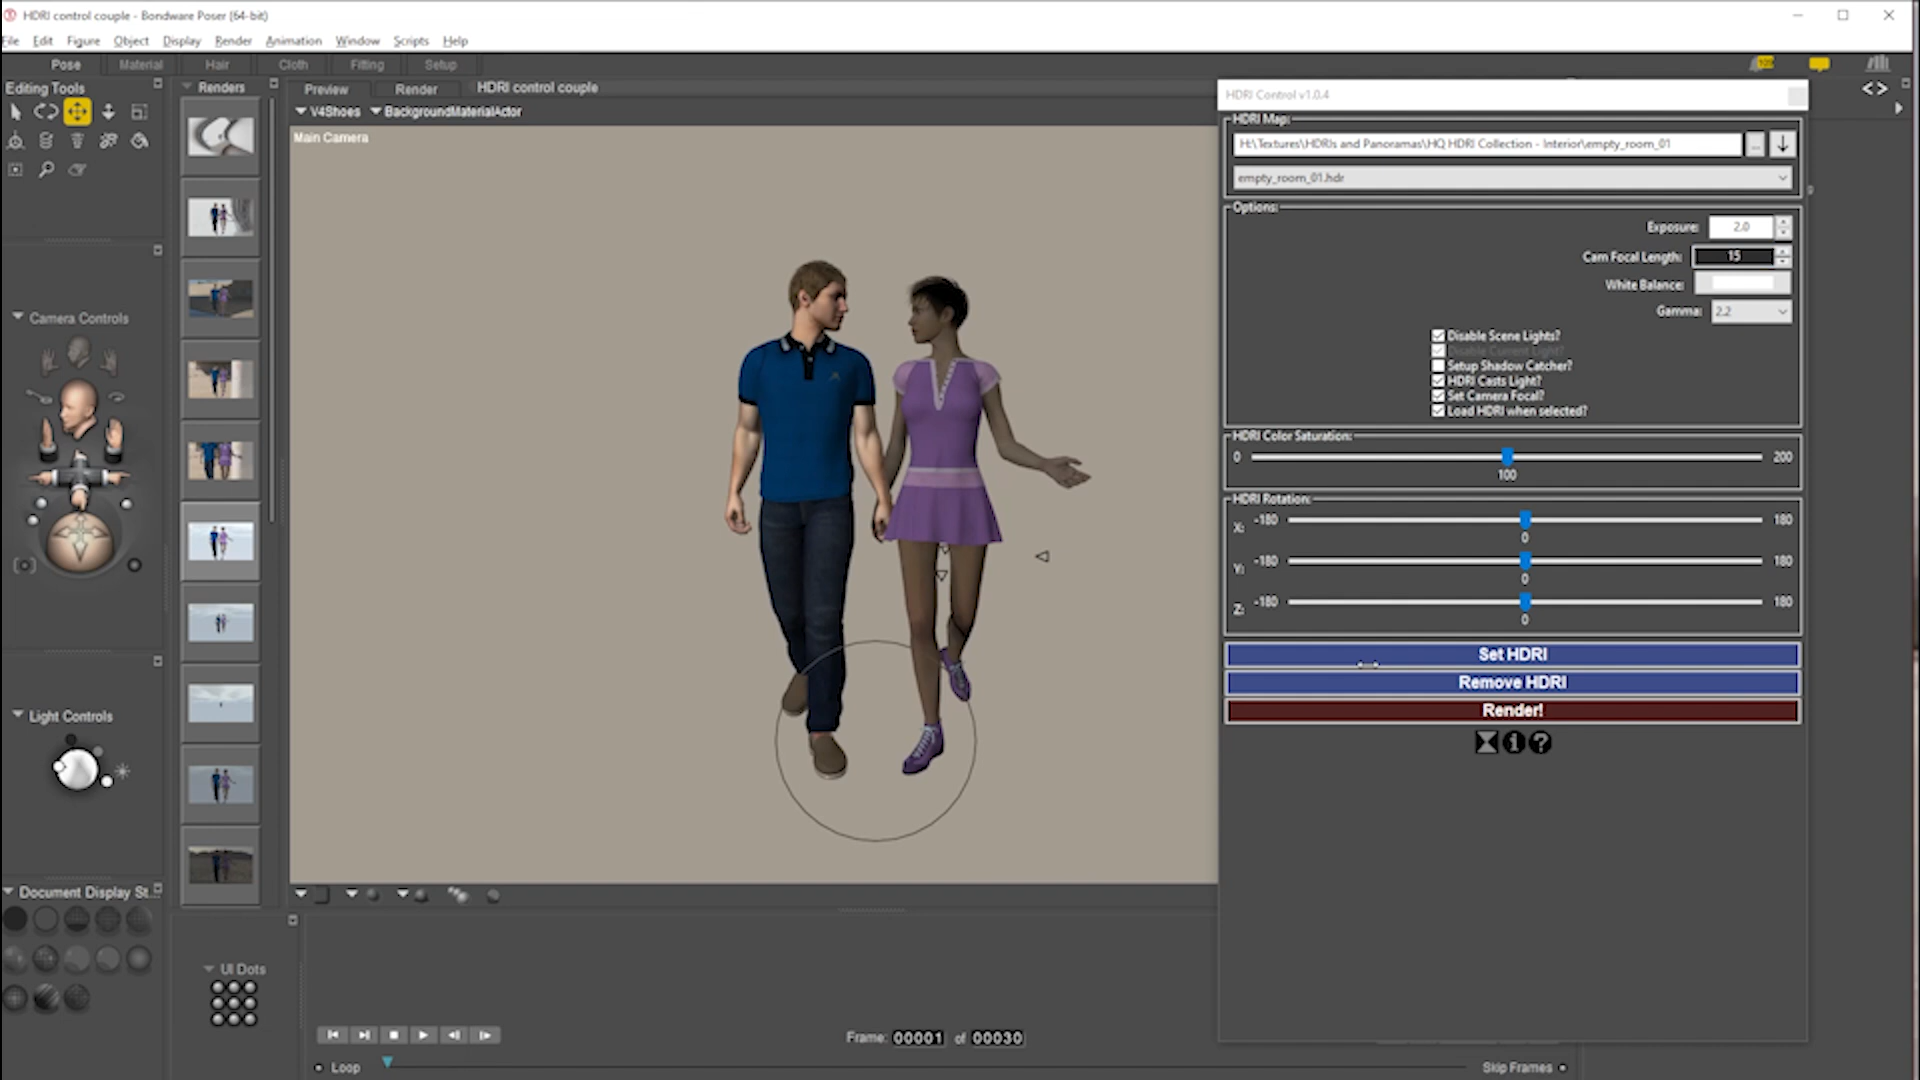 HDRI control couple - Bondware Poser (64-bit)
File Edit Figure Object Display Render Animation Window Scripts Help
Pose Material Hair Cloth Fitting Setup
Editing Tools
Renders
Preview Render HDRI control couple
V4Shoes BackgroundMaterialActor
Main Camera
Camera Controls
Light Controls
Document Display St...
UI Dots
HDRI Control v1.0.4
HDRI Map:
H:\Textures\HDRIs and Panoramas\HQ HDRI Collection - Interior\empty_room_01
...
empty_room_01.hdr
Options:
Exposure: 2.0
Cam Focal Length: 15
White Balance:
Gamma: 2.2
Disable Scene Lights?
Disable Current Light?
Setup Shadow Catcher?
HDRI Casts Light?
Set Camera Focal?
Load HDRI when selected?
HDRI Color Saturation:
0 200
100
HDRI Rotation:
X: -180 180
0
Y: -180 180
0
Z: -180 180
0
Set HDRI
Remove HDRI
Render!
Frame: 00001 of 00030
Loop Skip Frames